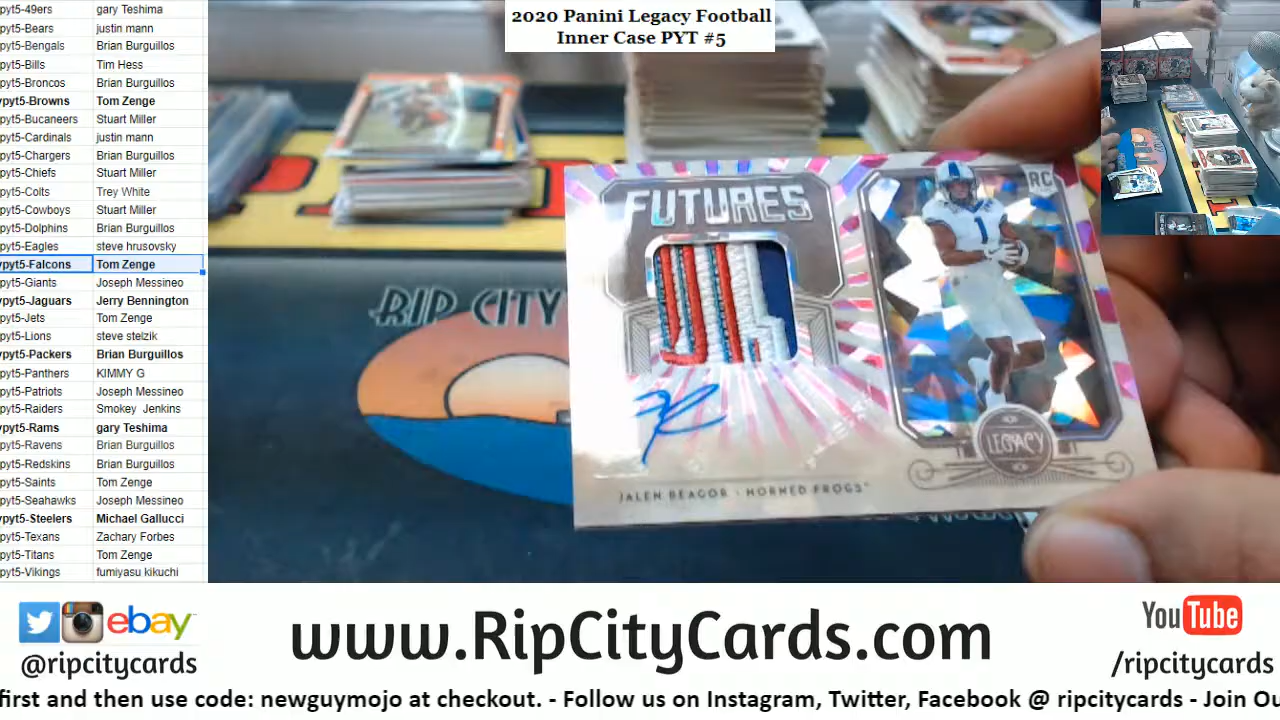 pyt5-49ers gary Teshima
pyt5-Bears justin mann
pyt5-Bengals Brian Burguillos
pyt5-Bills Tim Hess
pyt5-Broncos Brian Burguillos
pyt5-Browns Tom Zenge
pyt5-Bucaneers Stuart Miller
pyt5-Cardinals justin mann
pyt5-Chargers Brian Burguillos
pyt5-Chiefs Stuart Miller
pyt5-Colts Trey White
pyt5-Cowboys Stuart Miller
pyt5-Dolphins Brian Burguillos
pyt5-Eagles steve hrusovsky
pyt5-Falcons Tom Zenge
pyt5-Giants Joseph Messineo
pyt5-Jaguars Jerry Bennington
pyt5-Jets Tom Zenge
pyt5-Lions steve stelzik
pyt5-Packers Brian Burguillos
pyt5-Panthers KIMMY G
pyt5-Patriots Joseph Messineo
pyt5-Raiders Smokey Jenkins
pyt5-Rams gary Teshima
pyt5-Ravens Brian Burguillos
pyt5-Redskins Brian Burguillos
pyt5-Saints Tom Zenge
pyt5-Seahawks Joseph Messineo
pyt5-Steelers Michael Gallucci
pyt5-Texans Zachary Forbes
pyt5-Titans Tom Zenge
pyt5-Vikings fumiyasu kikuchi
2020 Panini Legacy Football
Inner Case PYT #5
RIP CITY
FUTURES
RC
1
LEGACY
JALEN REAGOR · HORNED FROGS
ebay
@ripcitycards
www.RipCityCards.com
YouTube
/ripcitycards
first and then use code: newguymojo at checkout. - Follow us on Instagram, Twitter, Facebook @ ripcitycards - Join Ou